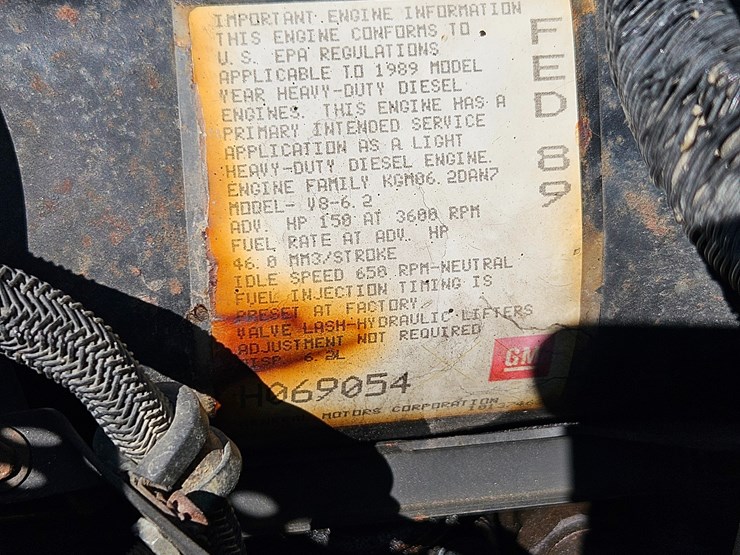 IMPORTANT ENGINE INFORMATION
THIS ENGINE CONFORMS TO
U.S. EPA REGULATIONS
APPLICABLE TO 1989 MODEL
YEAR HEAVY-DUTY DIESEL
ENGINES. THIS ENGINE HAS A
PRIMARY INTENDED SERVICE
APPLICATION AS A LIGHT
HEAVY-DUTY DIESEL ENGINE.
ENGINE FAMILY KGM06.2DAN7
MODEL- V8-6.2
ADV. HP 150 AT 3600 RPM
FUEL RATE AT ADV. HP
46.0 MM3/STROKE
IDLE SPEED 650 RPM-NEUTRAL
FUEL INJECTION TIMING IS
PRESET AT FACTORY.
VALVE LASH-HYDRAULIC LIFTERS
ADJUSTMENT NOT REQUIRED
DISP. 6.2L
FED 89
GM
H069054
MOTORS CORPORATION